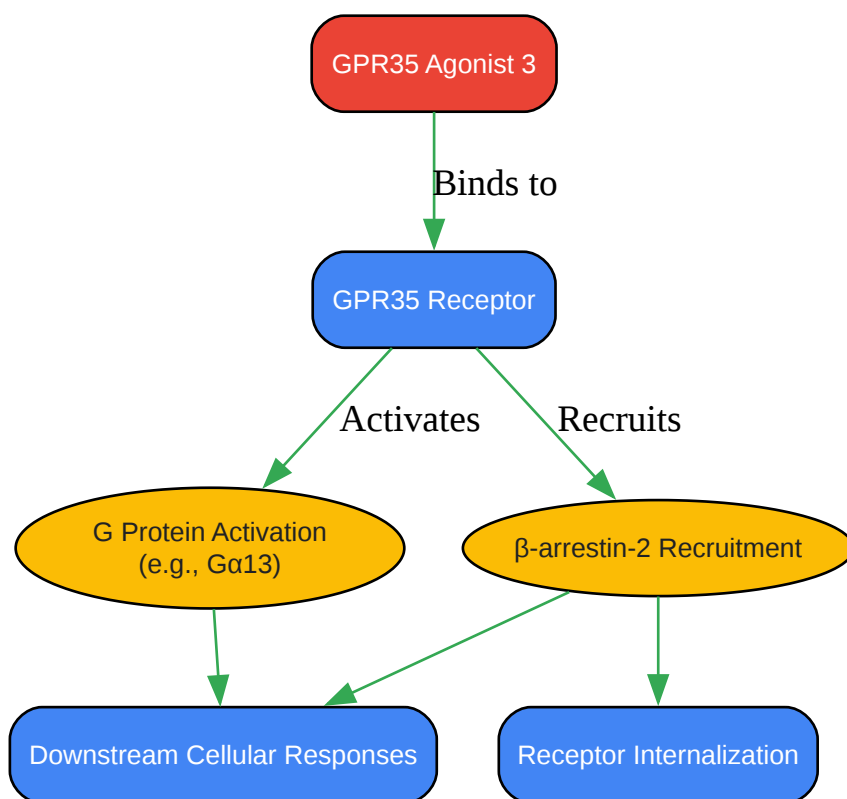 GPR35 Agonist 3
Binds to
GPR35 Receptor
Activates
Recruits
G Protein Activation
(e.g., Gα13)
β-arrestin-2 Recruitment
Downstream Cellular Responses
Receptor Internalization